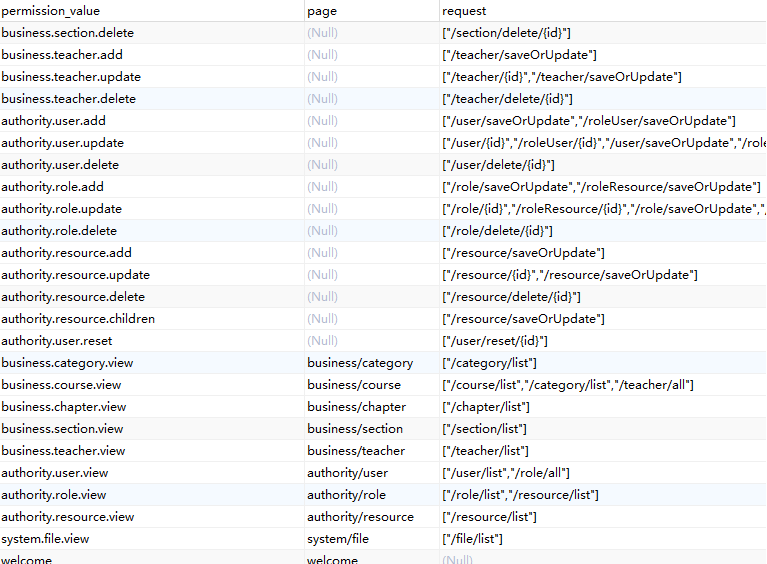 permission_value page request
business.section.delete (Null) ["/section/delete/{id}"]
business.teacher.add (Null) ["/teacher/saveOrUpdate"]
business.teacher.update (Null) ["/teacher/{id}","/teacher/saveOrUpdate"]
business.teacher.delete (Null) ["/teacher/delete/{id}"]
authority.user.add (Null) ["/user/saveOrUpdate","/roleUser/saveOrUpdate"]
authority.user.update (Null) ["/user/{id}","/roleUser/{id}","/user/saveOrUpdate","/role
authority.user.delete (Null) ["/user/delete/{id}"]
authority.role.add (Null) ["/role/saveOrUpdate","/roleResource/saveOrUpdate"]
authority.role.update (Null) ["/role/{id}","/roleResource/{id}","/role/saveOrUpdate","/
authority.role.delete (Null) ["/role/delete/{id}"]
authority.resource.add (Null) ["/resource/saveOrUpdate"]
authority.resource.update (Null) ["/resource/{id}","/resource/saveOrUpdate"]
authority.resource.delete (Null) ["/resource/delete/{id}"]
authority.resource.children (Null) ["/resource/saveOrUpdate"]
authority.user.reset (Null) ["/user/reset/{id}"]
business.category.view business/category ["/category/list"]
business.course.view business/course ["/course/list","/category/list","/teacher/all"]
business.chapter.view business/chapter ["/chapter/list"]
business.section.view business/section ["/section/list"]
business.teacher.view business/teacher ["/teacher/list"]
authority.user.view authority/user ["/user/list","/role/all"]
authority.role.view authority/role ["/role/list","/resource/list"]
authority.resource.view authority/resource ["/resource/list"]
system.file.view system/file ["/file/list"]
welcome welcome (Null)